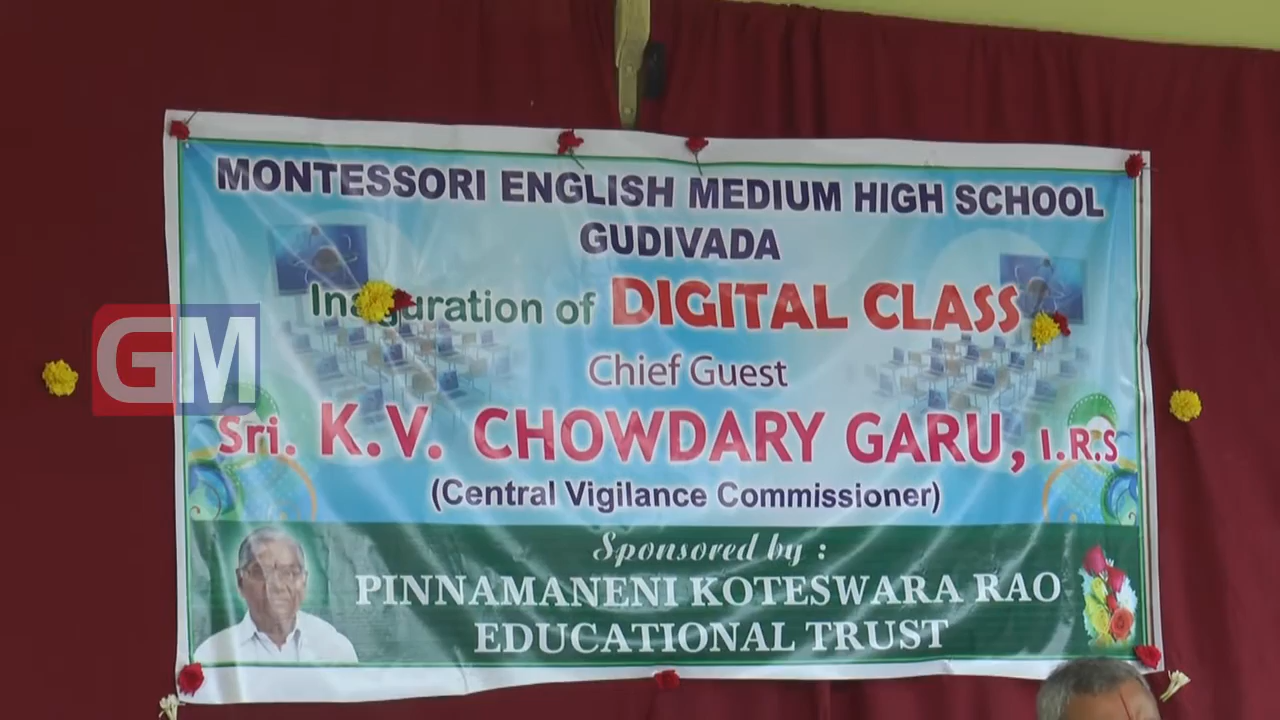 MONTESSORI ENGLISH MEDIUM HIGH SCHOOL
GUDIVADA
Inauguration of DIGITAL CLASS
Chief Guest
GM
Sri. K.V. CHOWDARY GARU, I.R.S
(Central Vigilance Commissioner)
Sponsored by :
PINNAMANENI KOTESWARA RAO
EDUCATIONAL TRUST